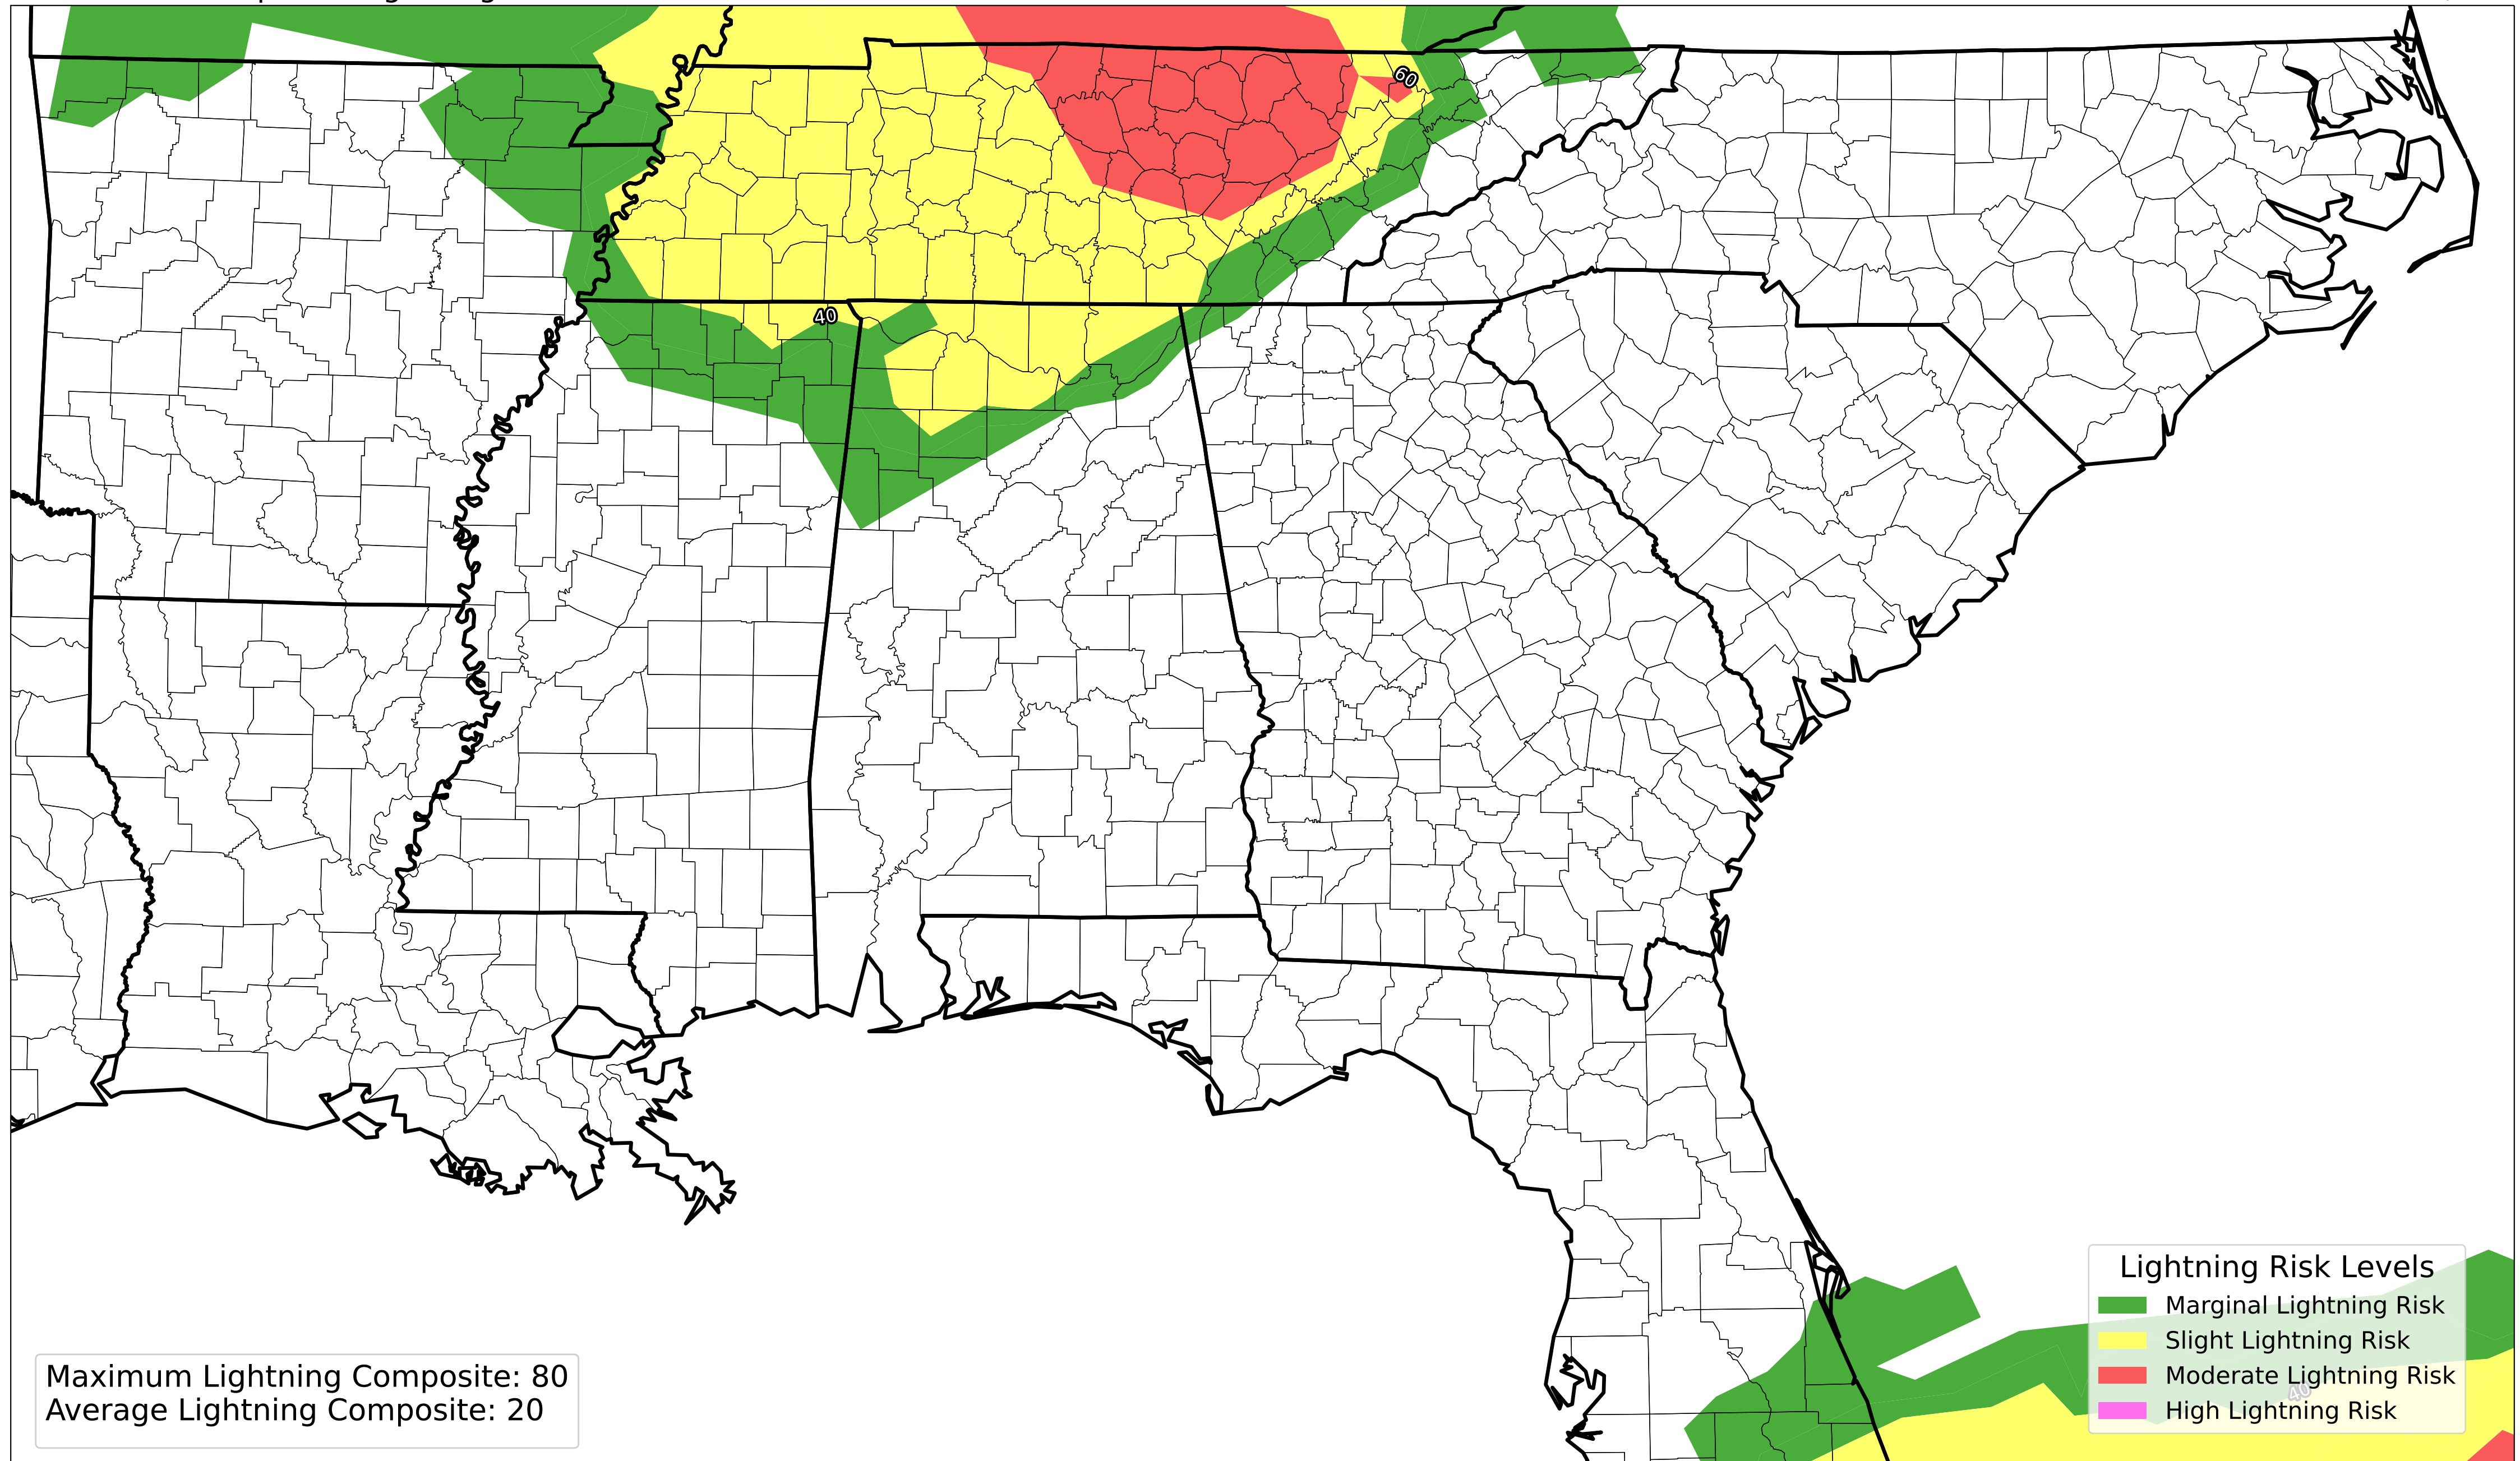 60
40
Lightning Risk Levels
Marginal Lightning Risk
Slight Lightning Risk
Moderate Lightning Risk
High Lightning Risk
40
Maximum Lightning Composite: 80
Average Lightning Composite: 20